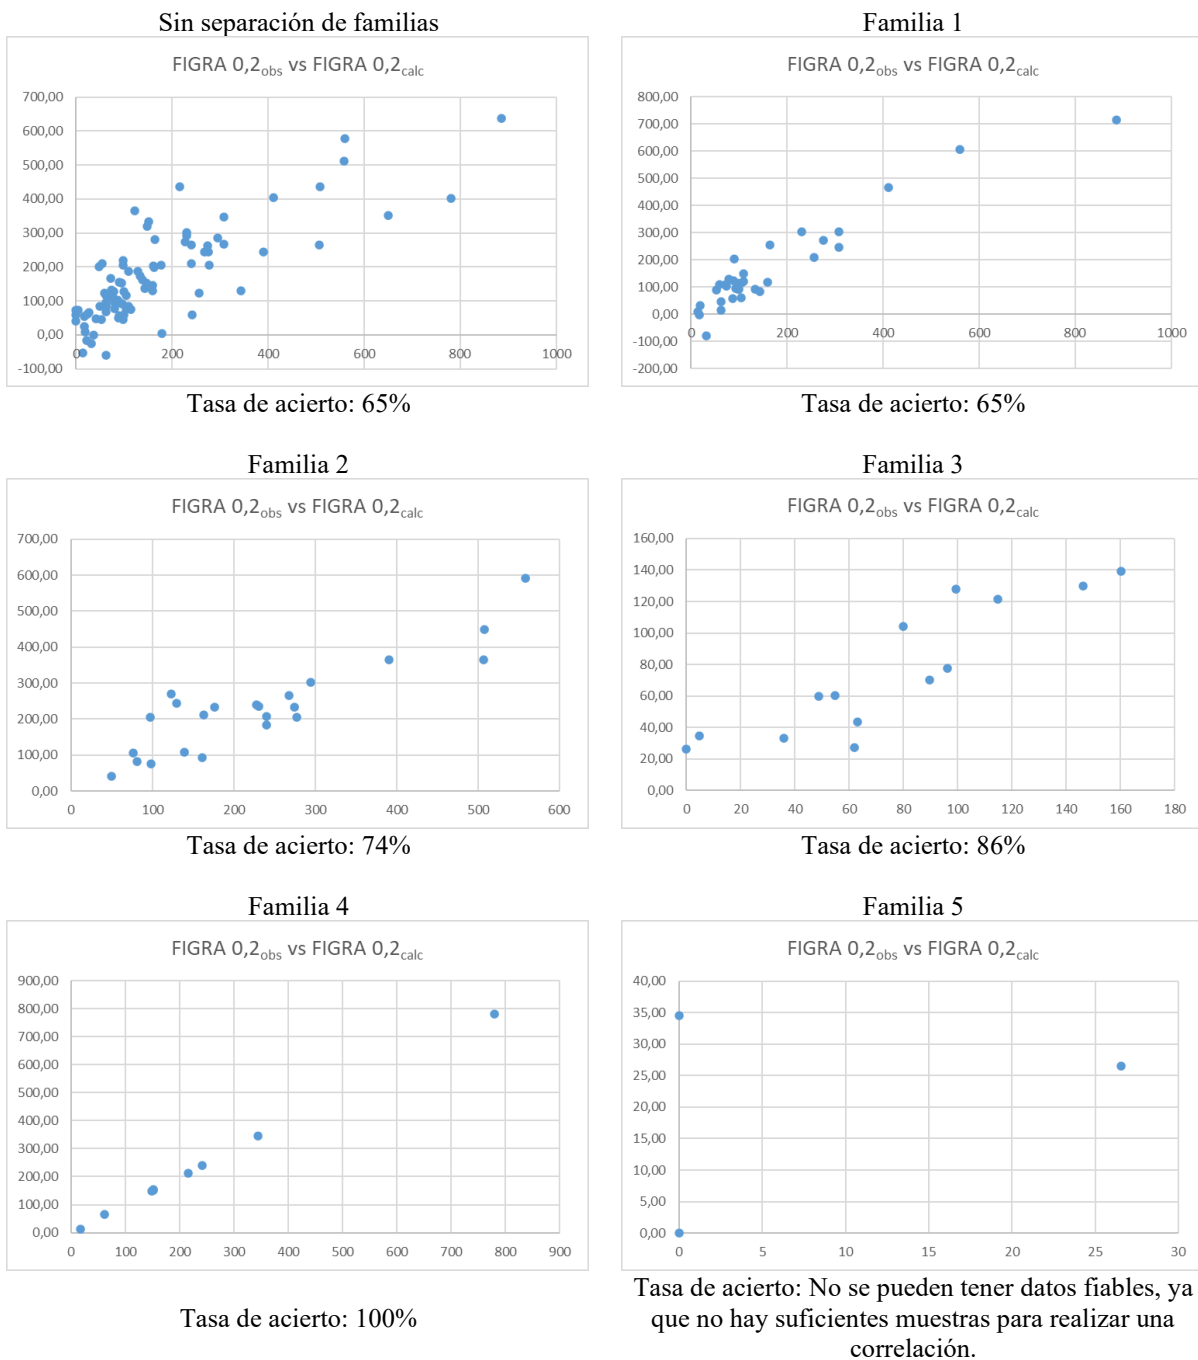 Sin separación de familias
FIGRA 0,2obs vs FIGRA 0,2calc
700,00
600,00
500,00
400,00
300,00
200,00
100,00
0,00
-100,00
0 200 400 600 800 1000
Tasa de acierto: 65%
Familia 1
FIGRA 0,2obs vs FIGRA 0,2calc
800,00
700,00
600,00
500,00
400,00
300,00
200,00
100,00
0,00
-100,00
-200,00
0 200 400 600 800 1000
Tasa de acierto: 65%
Familia 2
FIGRA 0,2obs vs FIGRA 0,2calc
700,00
600,00
500,00
400,00
300,00
200,00
100,00
0,00
0 100 200 300 400 500 600
Tasa de acierto: 74%
Familia 3
FIGRA 0,2obs vs FIGRA 0,2calc
160,00
140,00
120,00
100,00
80,00
60,00
40,00
20,00
0,00
0 20 40 60 80 100 120 140 160 180
Tasa de acierto: 86%
Familia 4
FIGRA 0,2obs vs FIGRA 0,2calc
900,00
800,00
700,00
600,00
500,00
400,00
300,00
200,00
100,00
0,00
0 100 200 300 400 500 600 700 800 900
Tasa de acierto: 100%
Familia 5
FIGRA 0,2obs vs FIGRA 0,2calc
40,00
35,00
30,00
25,00
20,00
15,00
10,00
5,00
0,00
0 5 10 15 20 25 30
Tasa de acierto: No se pueden tener datos fiables, ya
que no hay suficientes muestras para realizar una
correlación.